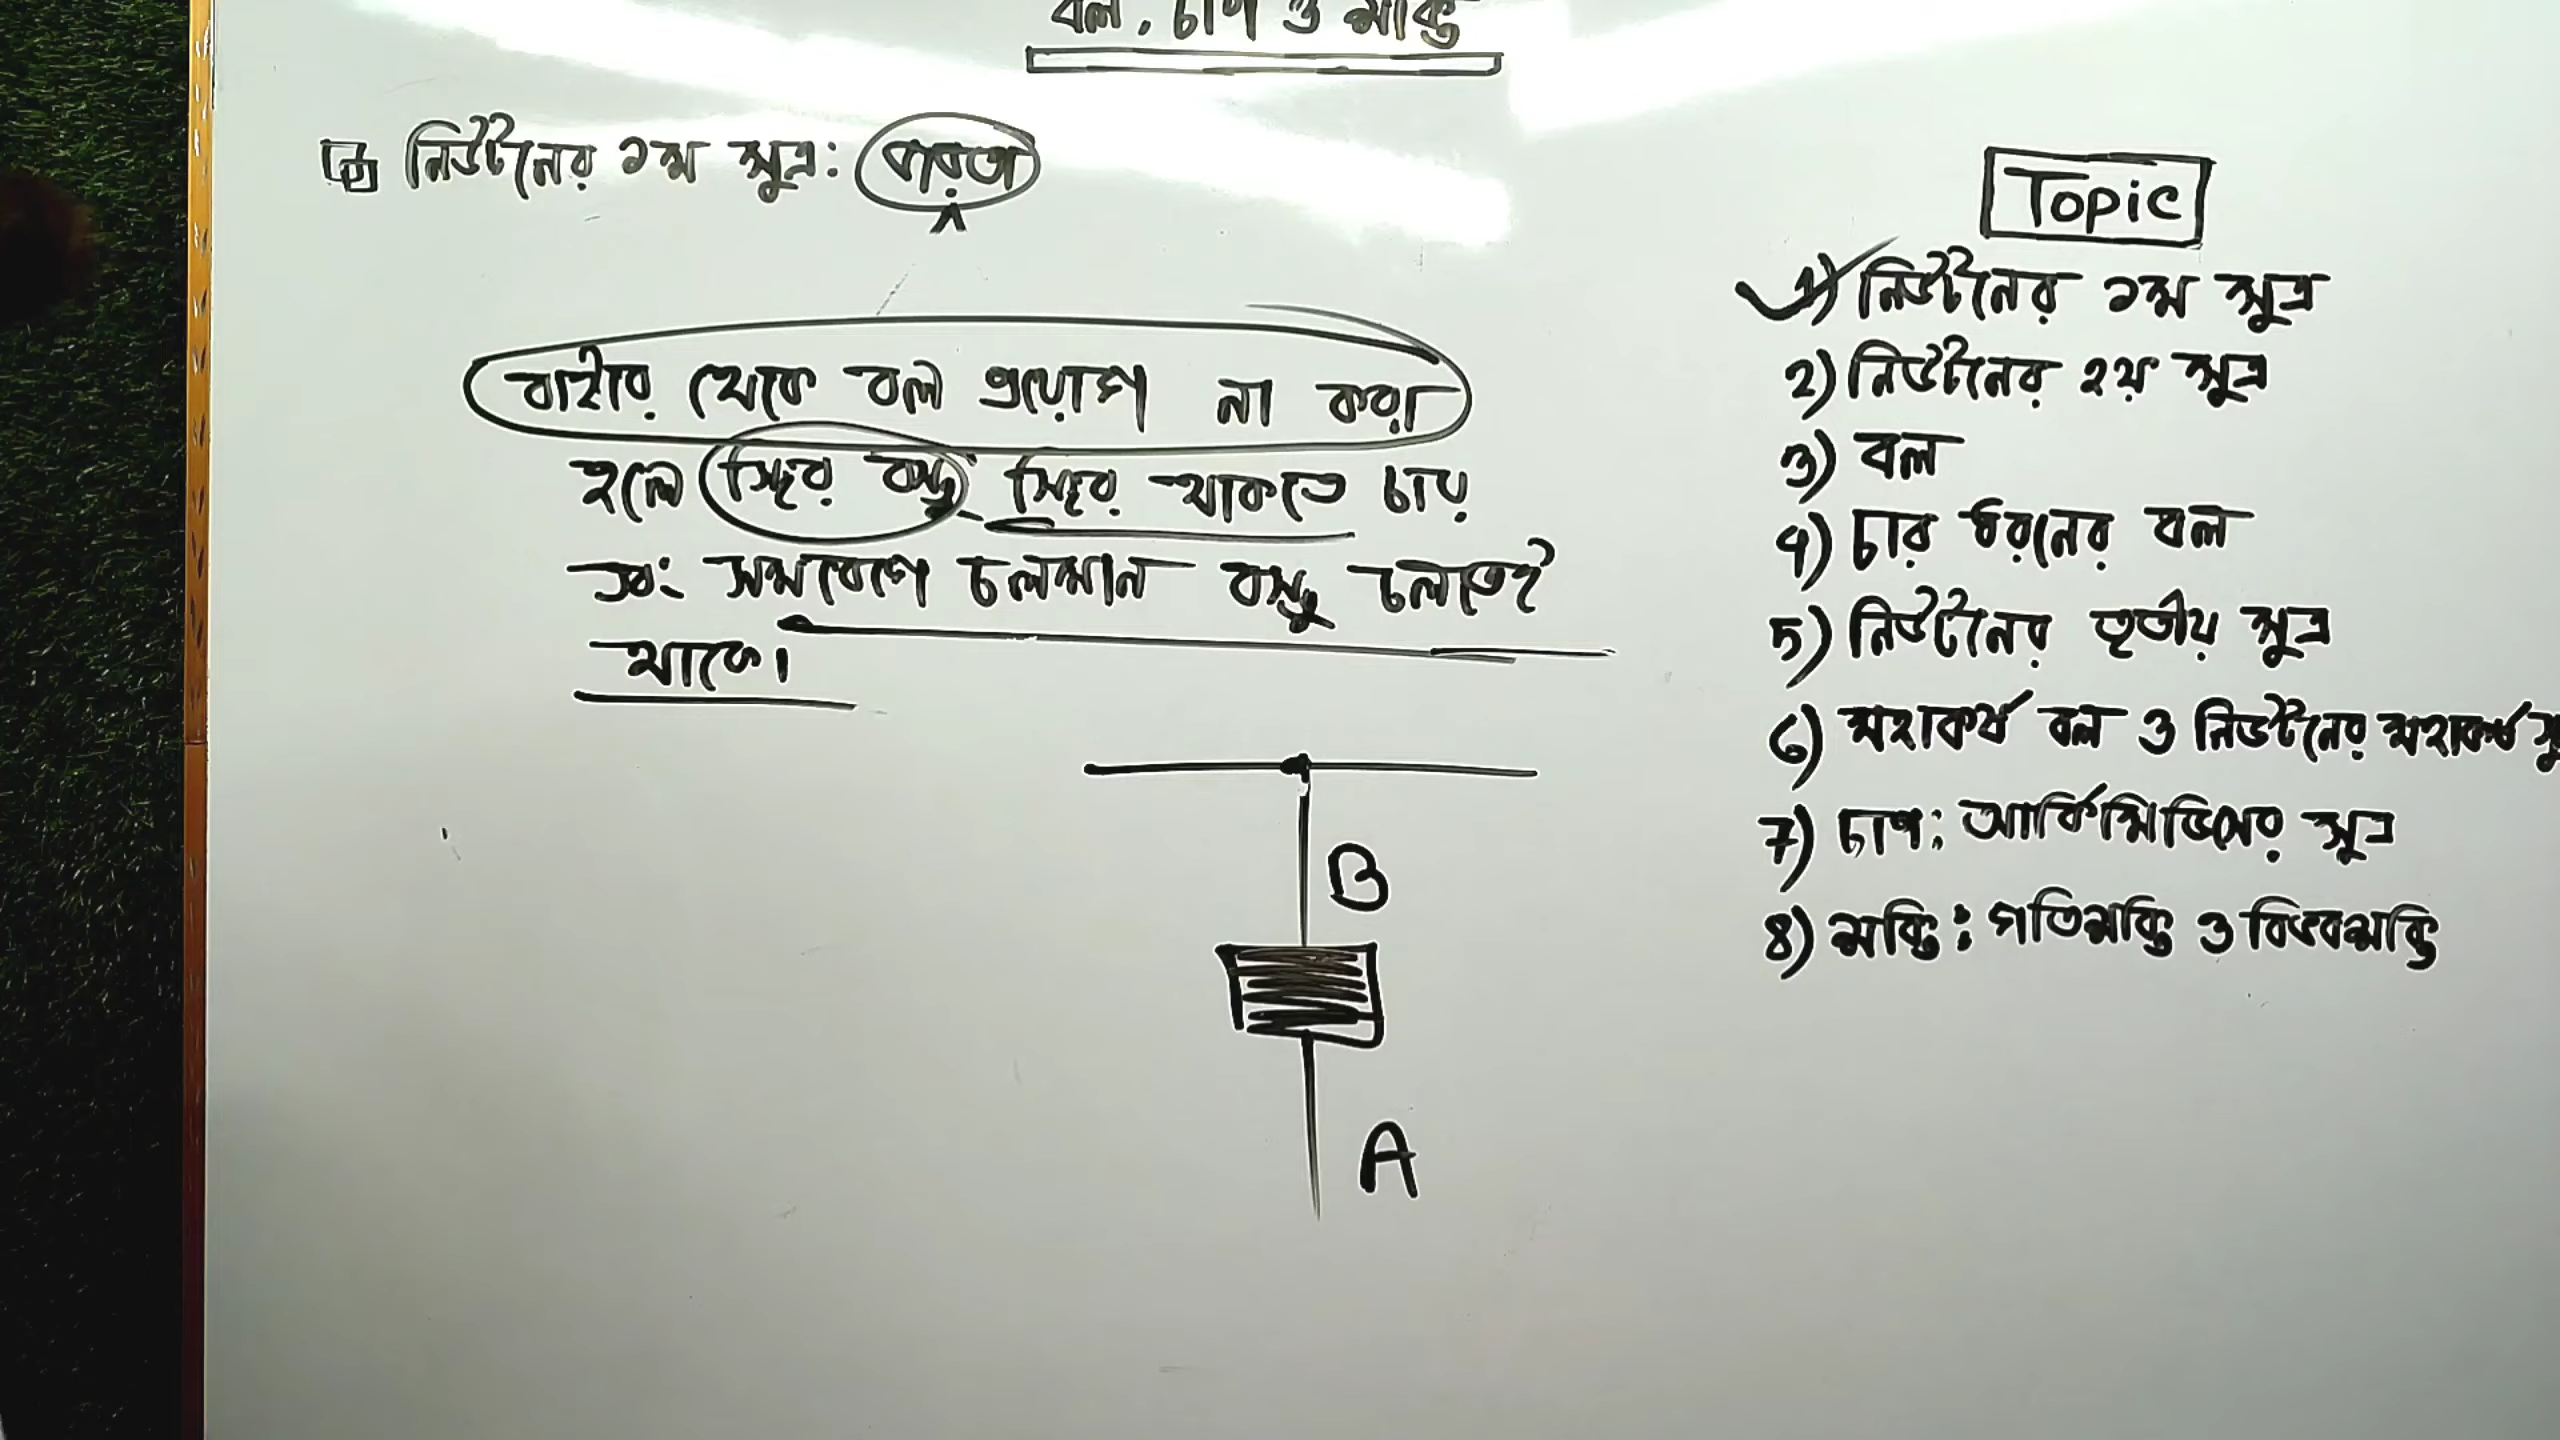 বল, চাপ ও শক্তি
নিউটনের ১ম সূত্র: বারতা
বাইরে থেকে বল প্রয়োগ না করা
হলে স্থির বস্তু স্থির থাকতে চায়
এবং সমবেগে চলমান বস্তু চলতেই
থাকে।
B
A
Topic
1) নিউটনের ১ম সূত্র
2) নিউটনের ২য় সূত্র
3) বল
4) চার ধরনের বল
5) নিউটনের তৃতীয় সূত্র
6) মহাকর্ষ বল ও নিউটনের মহাকর্ষ
7) চাপ: আর্কিমিডিসের সূত্র
8) শক্তি: গতিশক্তি ও বিভবশক্তি